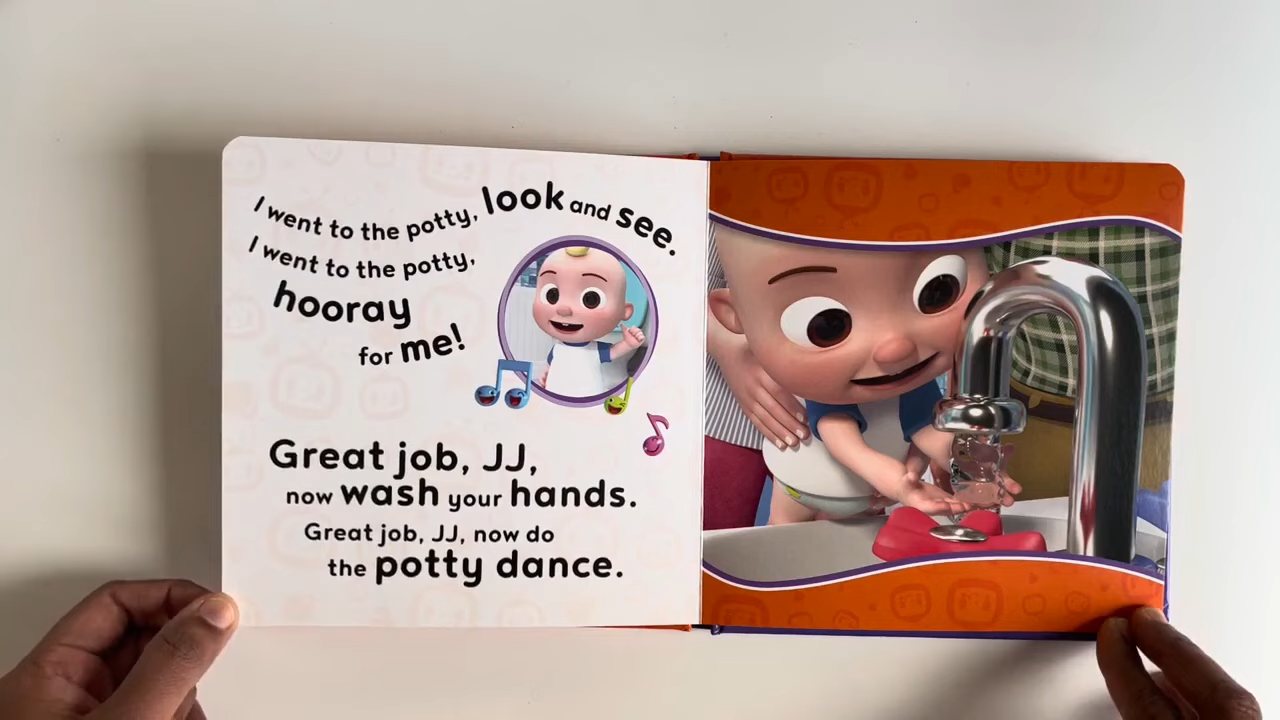 I went to the potty, look and see.
I went to the potty,
hooray
for me!
Great job, JJ,
now wash your hands.
Great job, JJ, now do
the potty dance.